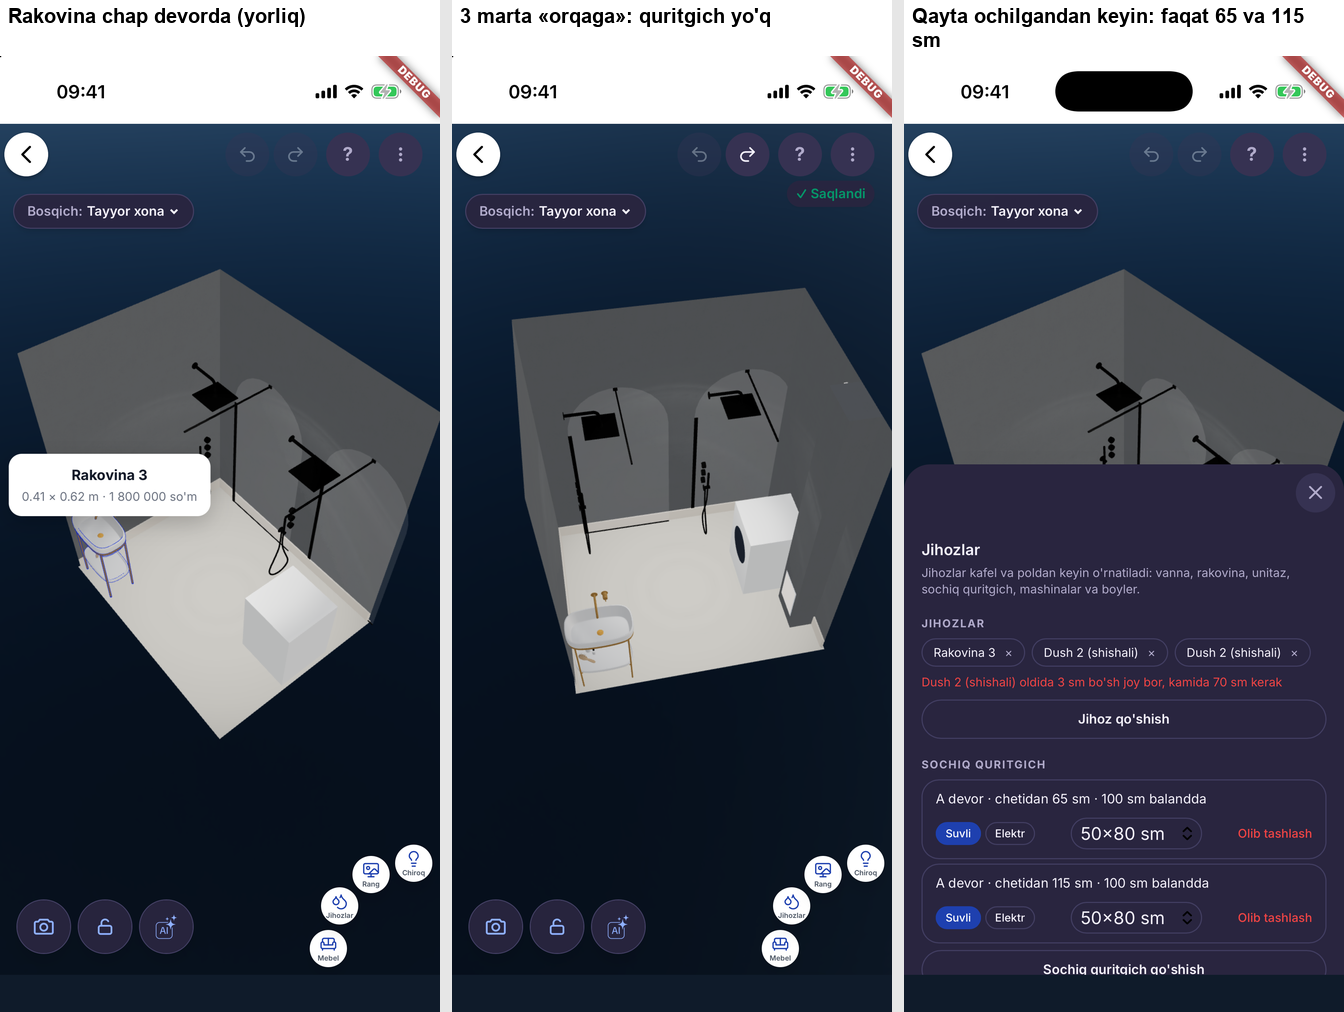 Rakovina chap devorda (yorliq)
09:41
DEBUG
?
Bosqich: Tayyor xona
Rakovina 3
0.41 × 0.62 m · 1 800 000 so'm
Chiroq
Rang
Jihozlar
Mebel
AI
3 marta «orqaga»: quritgich yo'q
09:41
DEBUG
?
✓ Saqlandi
Bosqich: Tayyor xona
Chiroq
Rang
Jihozlar
Mebel
AI
Qayta ochilgandan keyin: faqat 65 va 115
sm
09:41
DEBUG
?
Bosqich: Tayyor xona
Jihozlar
Jihozlar kafel va poldan keyin o'rnatiladi: vanna, rakovina, unitaz,
sochiq quritgich, mashinalar va boyler.
JIHOZLAR
Rakovina 3 × Dush 2 (shishali) × Dush 2 (shishali) ×
Dush 2 (shishali) oldida 3 sm bo'sh joy bor, kamida 70 sm kerak
Jihoz qo'shish
SOCHIQ QURITGICH
A devor · chetidan 65 sm · 100 sm balandda
Suvli Elektr 50×80 sm Olib tashlash
A devor · chetidan 115 sm · 100 sm balandda
Suvli Elektr 50×80 sm Olib tashlash
Sochiq quritgich qo'shish